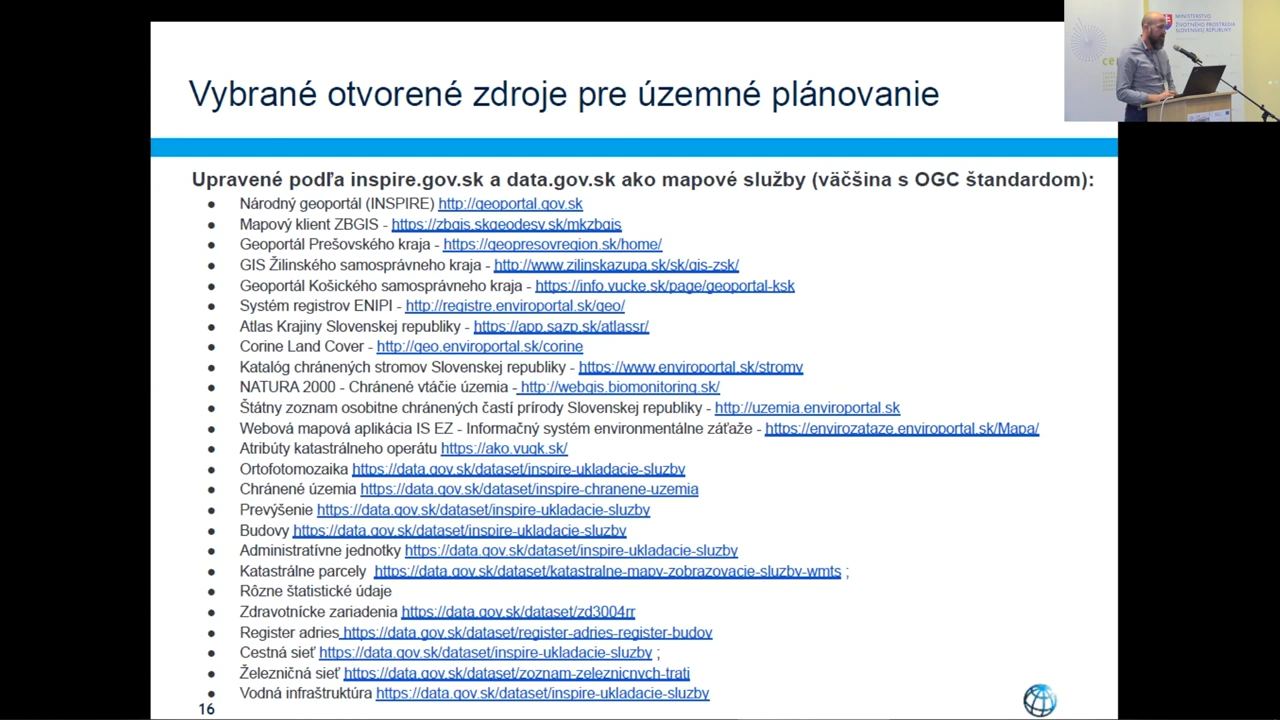 Vybrané otvorené zdroje pre územné plánovanie
MINISTERSTVO
ŽIVOTNÉHO PROSTREDIA
SLOVENSKEJ REPUBLIKY
Upravené podľa inspire.gov.sk a data.gov.sk ako mapové služby (väčšina s OGC štandardom):
● Národný geoportál (INSPIRE) http://geoportal.gov.sk
● Mapový klient ZBGIS - https://zbgis.skgeodesy.sk/mkzbgis
● Geoportál Prešovského kraja - https://geopresovregion.sk/home/
● GIS Žilinského samosprávneho kraja - http://www.zilinskazupa.sk/sk/gis-zsk/
● Geoportál Košického samosprávneho kraja - https://info.vucke.sk/page/geoportal-ksk
● Systém registrov ENIPI - http://registre.enviroportal.sk/geo/
● Atlas Krajiny Slovenskej republiky - https://app.sazp.sk/atlassr/
● Corine Land Cover - http://geo.enviroportal.sk/corine
● Katalóg chránených stromov Slovenskej republiky - https://www.enviroportal.sk/stromy
● NATURA 2000 - Chránené vtáčie územia - http://webgis.biomonitoring.sk/
● Štátny zoznam osobitne chránených častí prírody Slovenskej republiky - http://uzemia.enviroportal.sk
● Webová mapová aplikácia IS EZ - Informačný systém environmentálne záťaže - https://envirozataze.enviroportal.sk/Mapa/
● Atribúty katastrálneho operátu https://ako.vugk.sk/
● Ortofotomozaika https://data.gov.sk/dataset/inspire-ukladacie-sluzby
● Chránené územia https://data.gov.sk/dataset/inspire-chranene-uzemia
● Prevýšenie https://data.gov.sk/dataset/inspire-ukladacie-sluzby
● Budovy https://data.gov.sk/dataset/inspire-ukladacie-sluzby
● Administratívne jednotky https://data.gov.sk/dataset/inspire-ukladacie-sluzby
● Katastrálne parcely https://data.gov.sk/dataset/katastralne-mapy-zobrazovacie-sluzby-wmts ;
● Rôzne štatistické údaje
● Zdravotnícke zariadenia https://data.gov.sk/dataset/zd3004rr
● Register adries https://data.gov.sk/dataset/register-adries-register-budov
● Cestná sieť https://data.gov.sk/dataset/inspire-ukladacie-sluzby ;
● Železničná sieť https://data.gov.sk/dataset/zoznam-zeleznicnych-trati
● Vodná infraštruktúra https://data.gov.sk/dataset/inspire-ukladacie-sluzby
16